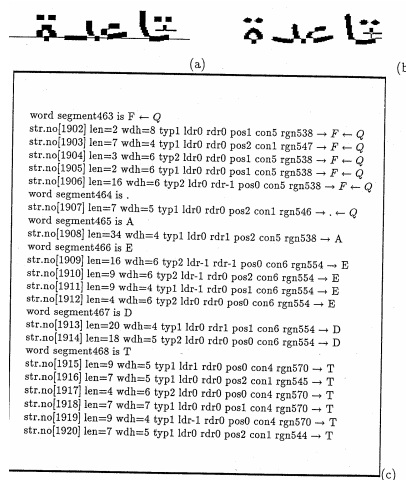 قاعدة قاعدة
(a) (b
word segment463 is F ← Q
str.no[1902] len=2 wdh=8 typ1 ldr0 rdr0 pos1 con5 rgn538 → F ← Q
str.no[1903] len=7 wdh=4 typ1 ldr0 rdr0 pos2 con1 rgn547 → F ← Q
str.no[1904] len=3 wdh=6 typ2 ldr0 rdr0 pos1 con5 rgn538 → F ← Q
str.no[1905] len=2 wdh=6 typ1 ldr0 rdr0 pos1 con5 rgn538 → F ← Q
str.no[1906] len=16 wdh=6 typ2 ldr0 rdr-1 pos0 con5 rgn538 → F ← Q
word segment464 is .
str.no[1907] len=7 wdh=5 typ1 ldr0 rdr0 pos2 con1 rgn546 → . ← Q
word segment465 is A
str.no[1908] len=34 wdh=4 typ1 ldr0 rdr1 pos2 con5 rgn538 → A
word segment466 is E
str.no[1909] len=16 wdh=6 typ2 ldr-1 rdr-1 pos0 con6 rgn554 → E
str.no[1910] len=9 wdh=6 typ2 ldr-1 rdr0 pos2 con6 rgn554 → E
str.no[1911] len=9 wdh=4 typ1 ldr-1 rdr0 pos1 con6 rgn554 → E
str.no[1912] len=4 wdh=6 typ2 ldr0 rdr0 pos0 con6 rgn554 → E
word segment467 is D
str.no[1913] len=20 wdh=4 typ1 ldr0 rdr1 pos1 con6 rgn554 → D
str.no[1914] len=18 wdh=5 typ2 ldr0 rdr0 pos0 con6 rgn554 → D
word segment468 is T
str.no[1915] len=9 wdh=5 typ1 ldr1 rdr0 pos0 con4 rgn570 → T
str.no[1916] len=7 wdh=5 typ1 ldr0 rdr0 pos2 con1 rgn545 → T
str.no[1917] len=4 wdh=6 typ2 ldr0 rdr0 pos0 con4 rgn570 → T
str.no[1918] len=7 wdh=7 typ1 ldr0 rdr0 pos1 con4 rgn570 → T
str.no[1919] len=9 wdh=4 typ1 ldr-1 rdr0 pos0 con4 rgn570 → T
str.no[1920] len=7 wdh=5 typ1 ldr0 rdr0 pos2 con1 rgn544 → T
(c)